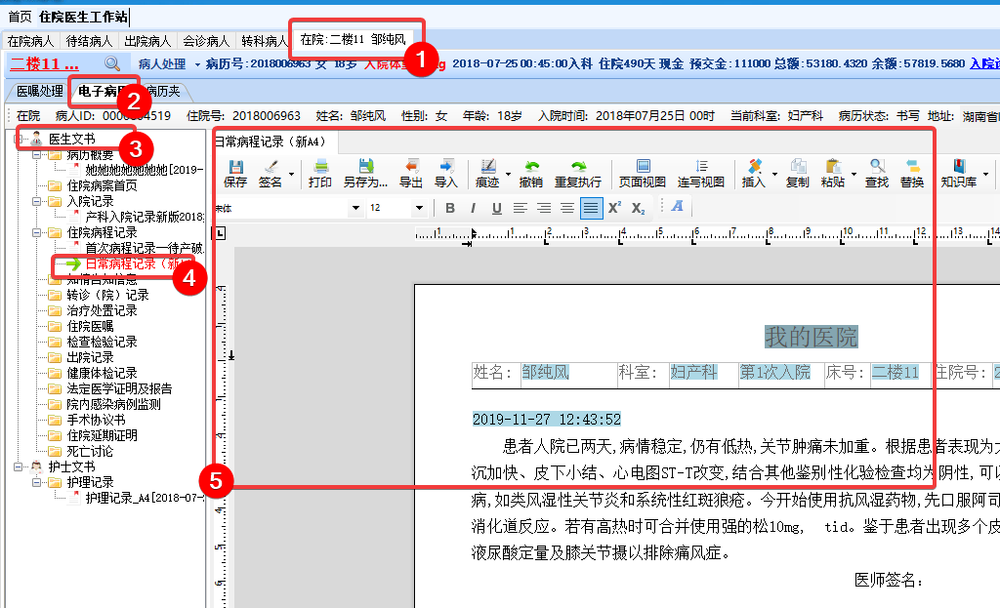 首页 住院医生工作站
在院病人 待结病人 出院病人 会诊病人 转科病人 在院:二楼11 邹纯风
1
二楼11 ... 病人处理 病历号:2018006963 女 18岁 入院体重 g 2018-07-25 00:45:00入科 住院490天 现金 预交金:111000 总额:53180.4320 余额:57819.5680
医嘱处理 电子病历 病历夹
2
在院 病人ID: 4519 住院号: 2018006963 姓名: 邹纯风 性别: 女 年龄: 18岁 入院时间: 2018年07月25日 00时 当前科室: 妇产科 病历状态: 书写 地址: 湖南省
医生文书
3
病历概要
她她她她她她她[2019-
住院病案首页
入院记录
产科入院记录新版2018
住院病程记录
首次病程记录一待产破
日常病程记录（新
4
知情告知信息
转诊（院）记录
治疗处置记录
住院医嘱
检查检验记录
出院记录
健康体检记录
法定医学证明及报告
院内感染病例监测
手术协议书
住院延期证明
死亡讨论
护士文书
护理记录
护理记录_A4[2018-07-
日常病程记录（新A4）
保存 签名 打印 另存为... 导出 导入 痕迹 撤销 重复执行 页面视图 连写视图 插入 复制 粘贴 查找 替换 知识库
宋体 12 B I U X² X₂ A
L
1 1 2 3 4 5 6 7 8 9 10 11 12 13 14
我的医院
姓名: 邹纯风 科室: 妇产科 第1次入院 床号: 二楼11 住院号:
2019-11-27 12:43:52
患者人院已两天,病情稳定,仍有低热,关节肿痛未加重。根据患者表现为
沉加快、皮下小结、心电图ST-T改变,结合其他鉴别性化验检查均为阴性,可以
5
病,如类风湿性关节炎和系统性红斑狼疮。今开始使用抗风湿药物,先口服阿司
消化道反应。若有高热时可合并使用强的松10mg, tid。鉴于患者出现多个皮
液尿酸定量及膝关节摄以排除痛风症。
医师签名: